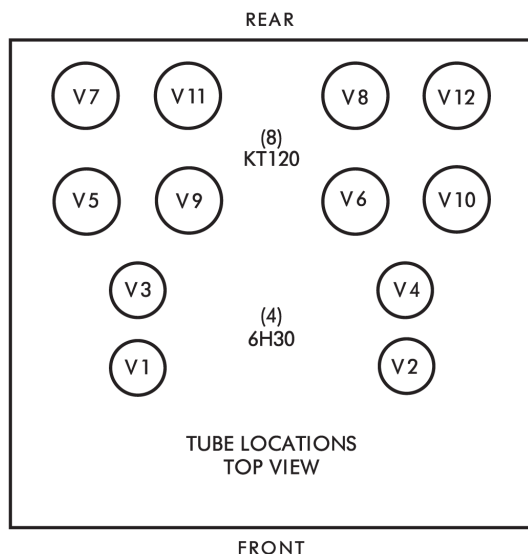 REAR
V7 V11 V8 V12
(8)
KT120
V5 V9 V6 V10
V3 V4
(4)
6H30
V1 V2
TUBE LOCATIONS
TOP VIEW
FRONT